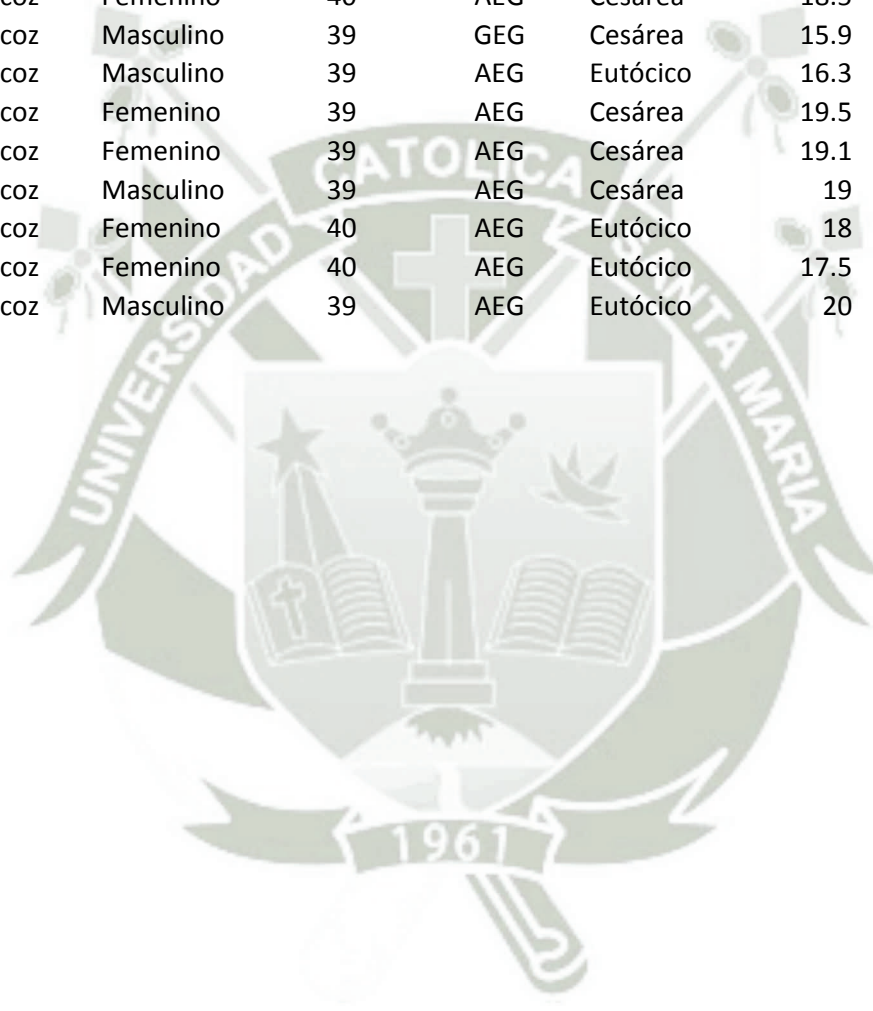 coz Femenino 40 AEG Cesárea 18.5
coz Masculino 39 GEG Cesárea 15.9
coz Masculino 39 AEG Eutócico 16.3
coz Femenino 39 AEG Cesárea 19.5
coz Femenino 39 AEG Cesárea 19.1
coz Masculino 39 AEG Cesárea 19
coz Femenino 40 AEG Eutócico 18
coz Femenino 40 AEG Eutócico 17.5
coz Masculino 39 AEG Eutócico 20
UNIVERSIDAD CATOLICA SANTA MARIA
1961